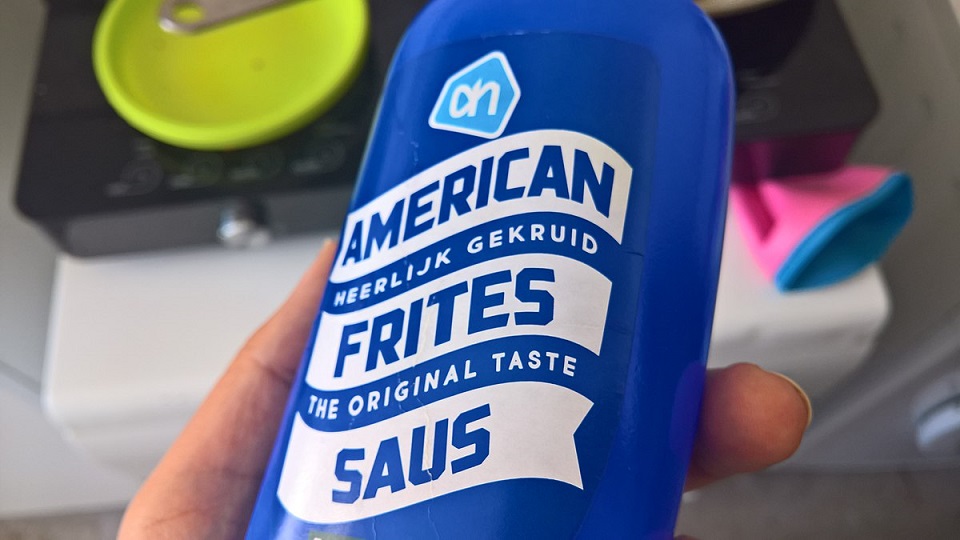 ah
AMERICAN
HEERLIJK GEKRUID
FRITES
THE ORIGINAL TASTE
SAUS